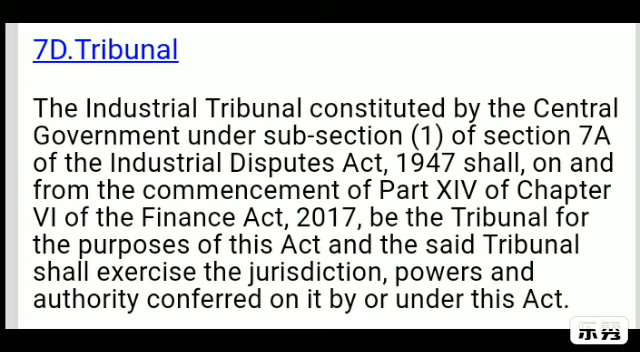 7D.Tribunal
The Industrial Tribunal constituted by the Central
Government under sub-section (1) of section 7A
of the Industrial Disputes Act, 1947 shall, on and
from the commencement of Part XIV of Chapter
VI of the Finance Act, 2017, be the Tribunal for
the purposes of this Act and the said Tribunal
shall exercise the jurisdiction, powers and
authority conferred on it by or under this Act.
乐秀